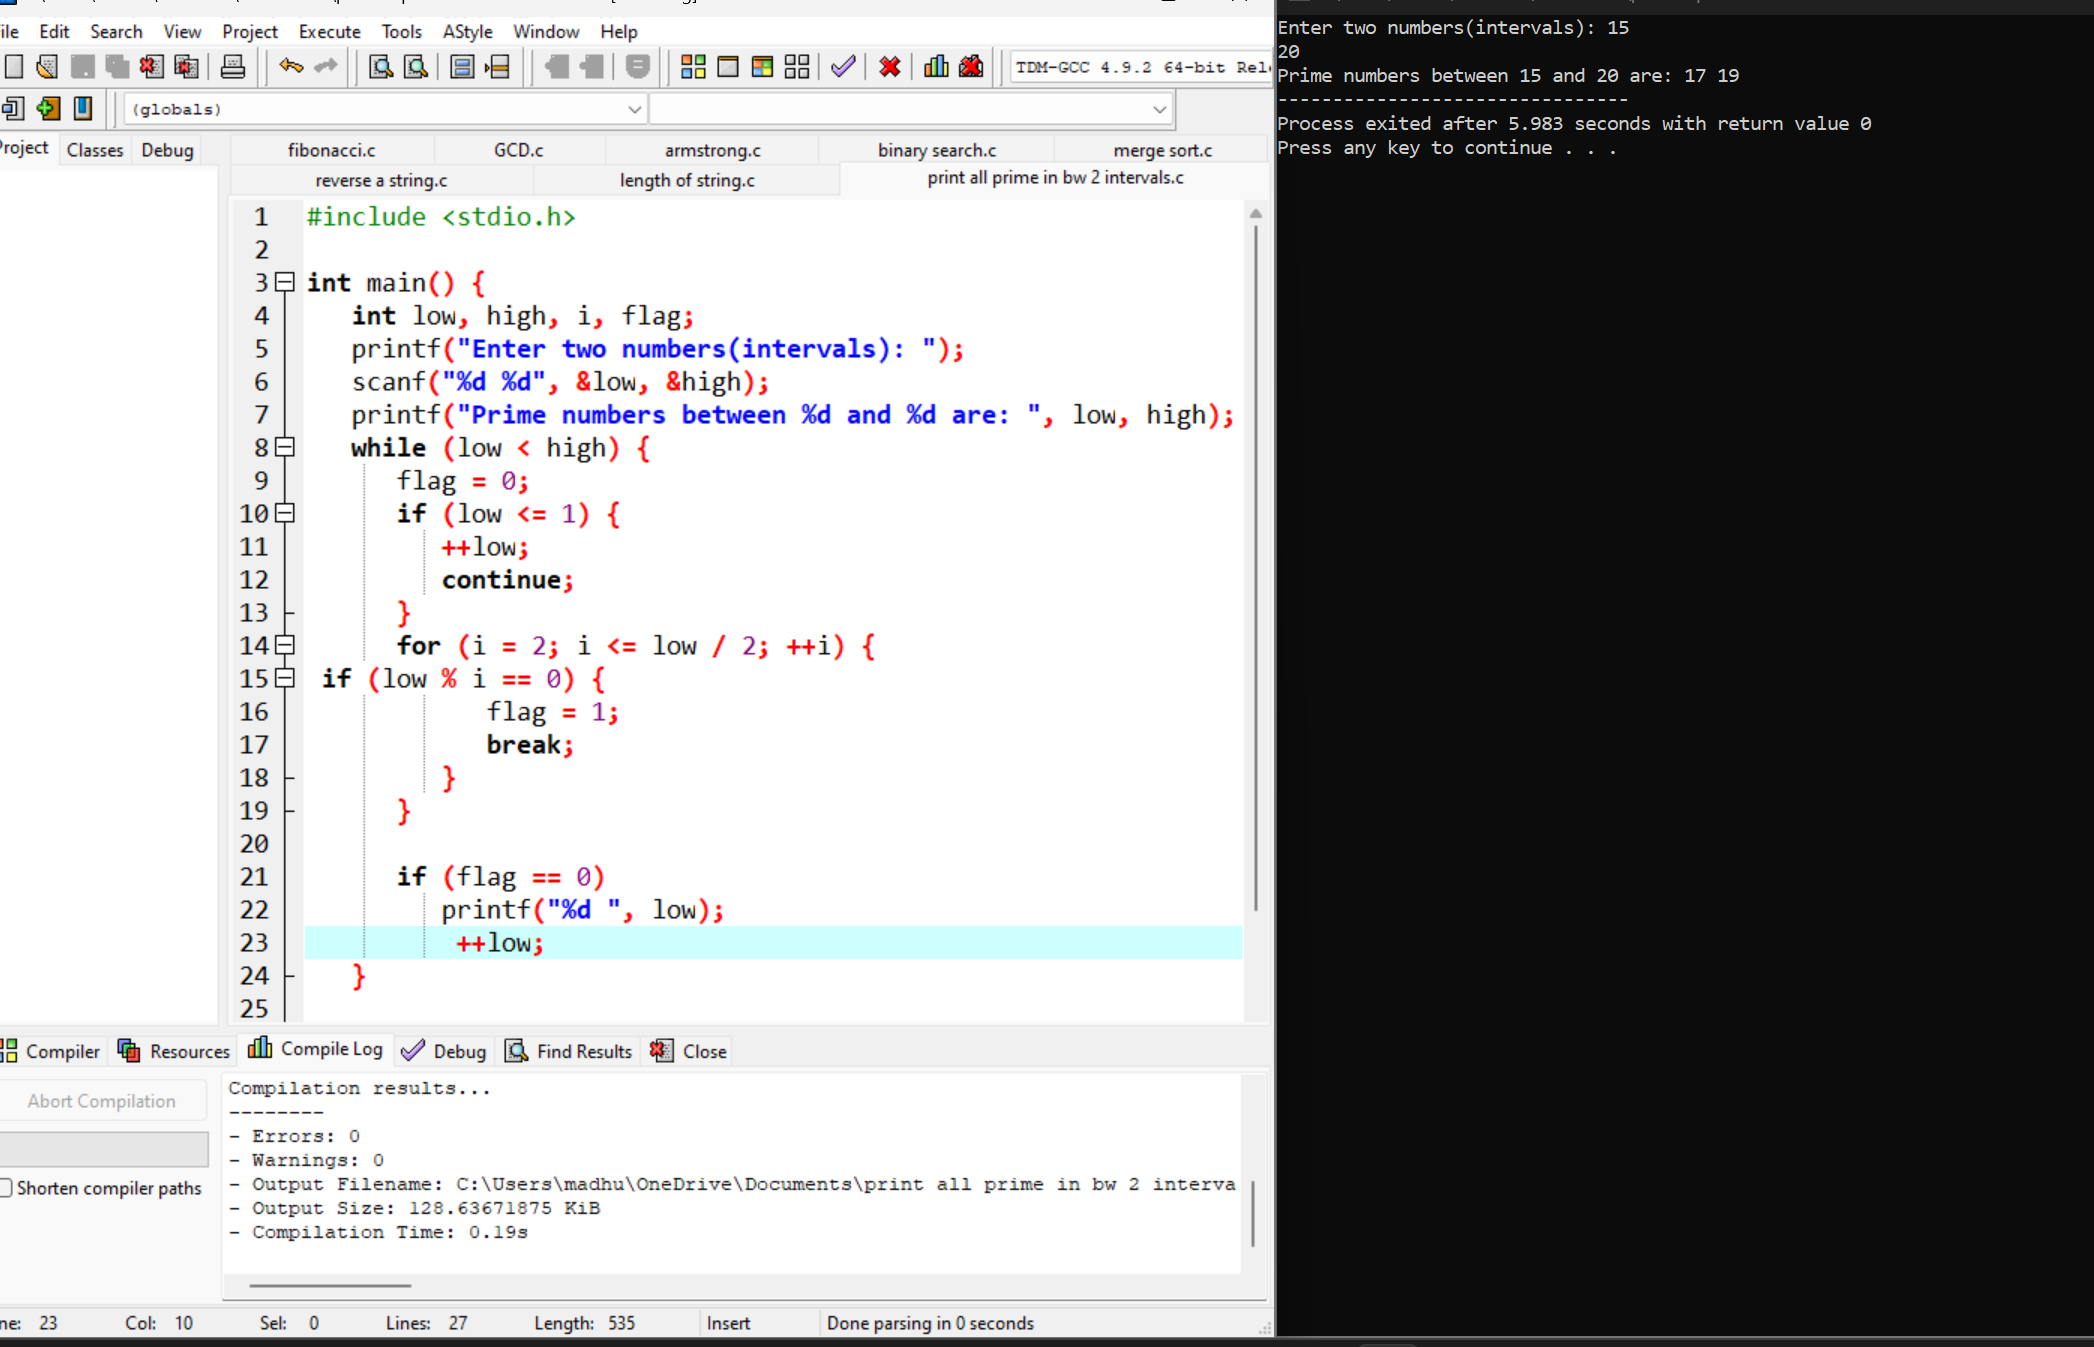 File Edit Search View Project Execute Tools AStyle Window Help
TDM-GCC 4.9.2 64-bit Rel
(globals)
Project Classes Debug
fibonacci.c GCD.c armstrong.c binary search.c merge sort.c
reverse a string.c length of string.c print all prime in bw 2 intervals.c
1 #include <stdio.h>
2
3 int main() {
4 int low, high, i, flag;
5 printf("Enter two numbers(intervals): ");
6 scanf("%d %d", &low, &high);
7 printf("Prime numbers between %d and %d are: ", low, high);
8 while (low < high) {
9 flag = 0;
10 if (low <= 1) {
11 ++low;
12 continue;
13 }
14 for (i = 2; i <= low / 2; ++i) {
15 if (low % i == 0) {
16 flag = 1;
17 break;
18 }
19 }
20
21 if (flag == 0)
22 printf("%d ", low);
23 ++low;
24 }
25
Compiler Resources Compile Log Debug Find Results Close
Abort Compilation
Shorten compiler paths
Compilation results...
--------
- Errors: 0
- Warnings: 0
- Output Filename: C:\Users\madhu\OneDrive\Documents\print all prime in bw 2 interva
- Output Size: 128.63671875 KiB
- Compilation Time: 0.19s
ne: 23 Col: 10 Sel: 0 Lines: 27 Length: 535 Insert Done parsing in 0 seconds
Enter two numbers(intervals): 15
20
Prime numbers between 15 and 20 are: 17 19
--------------------------------
Process exited after 5.983 seconds with return value 0
Press any key to continue . . .